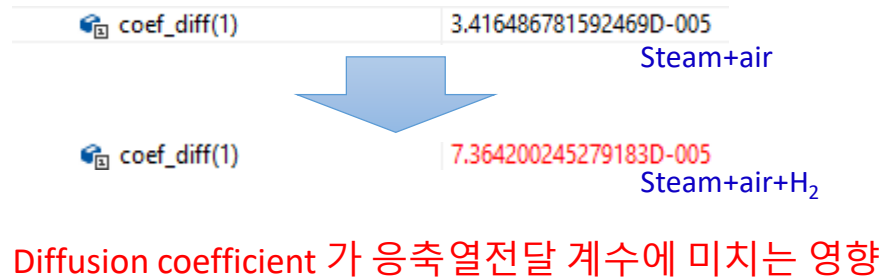 coef_diff(1) 3.416486781592469D-005
Steam+air
coef_diff(1) 7.364200245279183D-005
Steam+air+H₂
Diffusion coefficient 가 응축열전달 계수에 미치는 영향